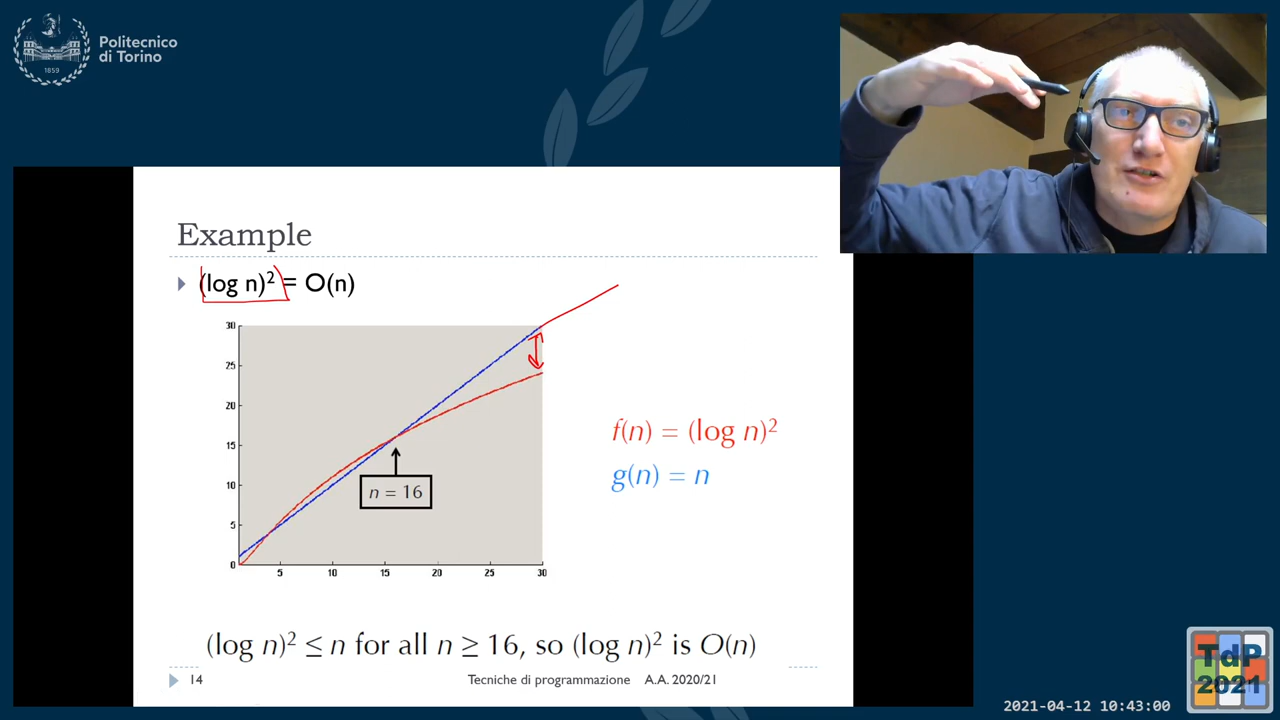 Politecnico
di Torino
1859
Example
(log n)² = O(n)
30
25
20
15
10
5
0
5
10
15
20
25
30
n = 16
f(n) = (log n)²
g(n) = n
(log n)² ≤ n for all n ≥ 16, so (log n)² is O(n)
14
Tecniche di programmazione A.A. 2020/21
TdP
2021
2021-04-12 10:43:00